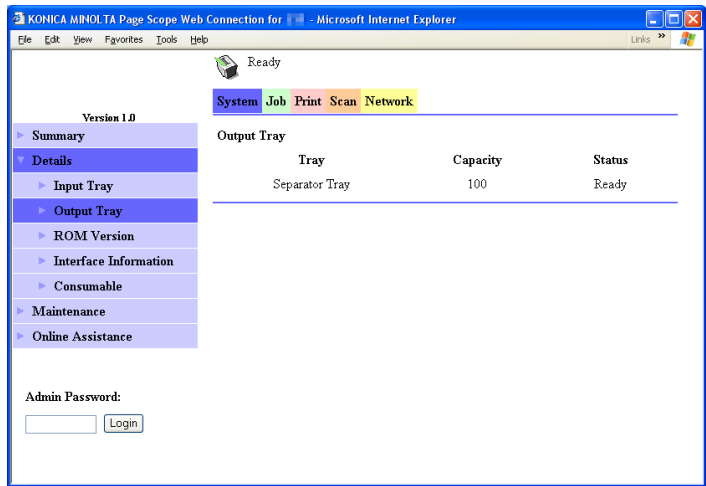 KONICA MINOLTA Page Scope Web Connection for - Microsoft Internet Explorer
File Edit View Favorites Tools Help
Links »
Ready
System Job Print Scan Network
Version 1.0
Summary
Details
Input Tray
Output Tray
ROM Version
Interface Information
Consumable
Maintenance
Online Assistance
Admin Password:
Login
Output Tray
Tray Capacity Status
Separator Tray 100 Ready